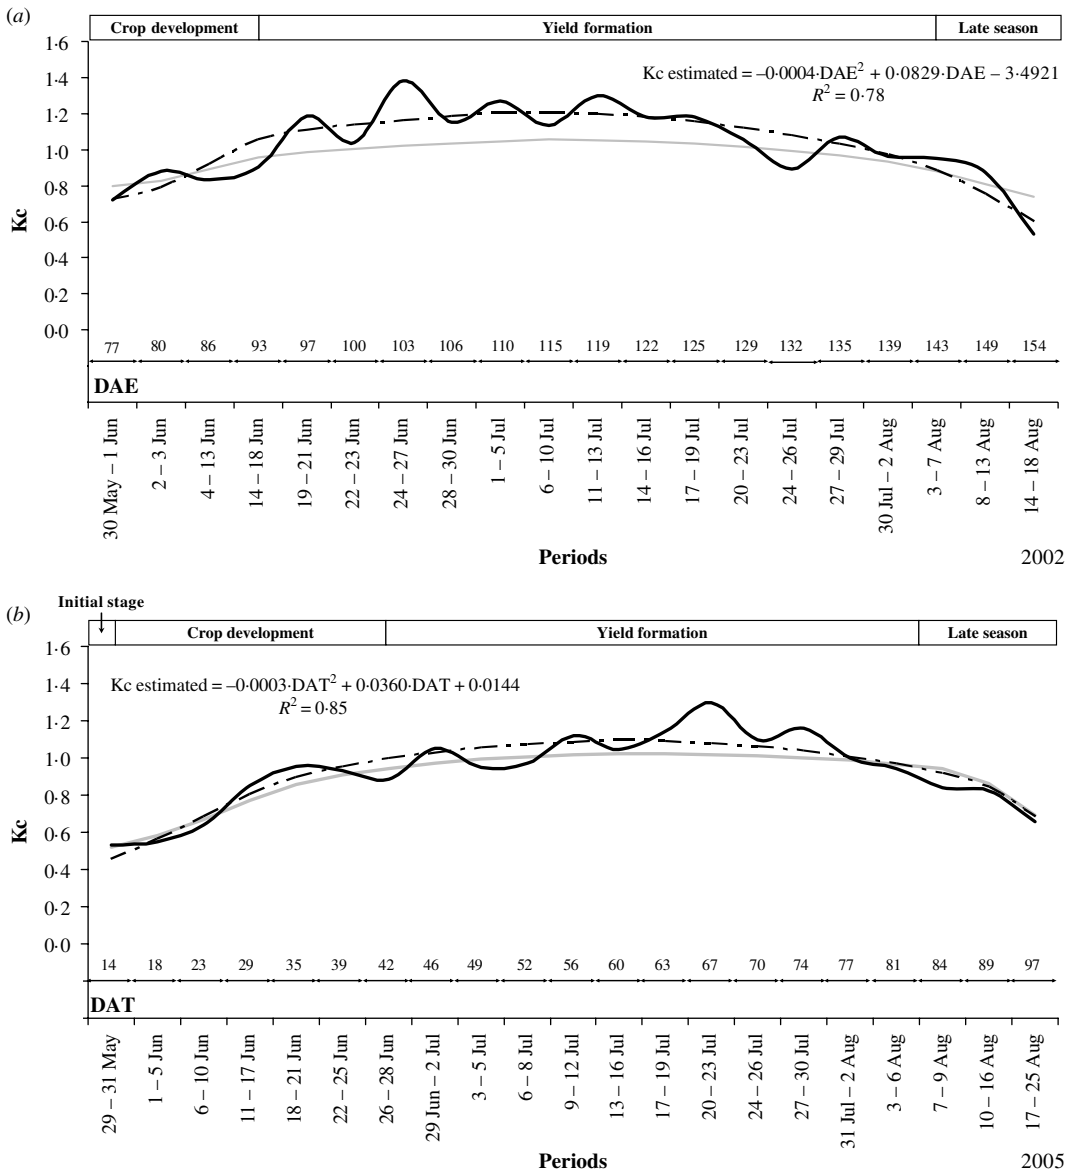 (a)
Crop development Yield formation Late season
1·6
1·4
1·2
1·0
0·8
0·6
0·4
0·2
0·0
Kc
Kc estimated = –0·0004·DAE² + 0·0829·DAE – 3·4921
R² = 0·78
77 80 86 93 97 100 103 106 110 115 119 122 125 129 132 135 139 143 149 154
DAE
30 May – 1 Jun
2 – 3 Jun
4 – 13 Jun
14 – 18 Jun
19 – 21 Jun
22 – 23 Jun
24 – 27 Jun
28 – 30 Jun
1 – 5 Jul
6 – 10 Jul
11 – 13 Jul
14 – 16 Jul
17 – 19 Jul
20 – 23 Jul
24 – 26 Jul
27 – 29 Jul
30 Jul – 2 Aug
3 – 7 Aug
8 – 13 Aug
14 – 18 Aug
Periods 2002
(b)
Initial stage
Crop development Yield formation Late season
1·6
1·4
1·2
1·0
0·8
0·6
0·4
0·2
0·0
Kc
Kc estimated = –0·0003·DAT² + 0·0360·DAT + 0·0144
R² = 0·85
14 18 23 29 35 39 42 46 49 52 56 60 63 67 70 74 77 81 84 89 97
DAT
29 – 31 May
1 – 5 Jun
6 – 10 Jun
11 – 17 Jun
18 – 21 Jun
22 – 25 Jun
26 – 28 Jun
29 Jun – 2 Jul
3 – 5 Jul
6 – 8 Jul
9 – 12 Jul
13 – 16 Jul
17 – 19 Jul
20 – 23 Jul
24 – 26 Jul
27 – 30 Jul
31 Jul – 2 Aug
3 – 6 Aug
7 – 9 Aug
10 – 16 Aug
17 – 25 Aug
Periods 2005